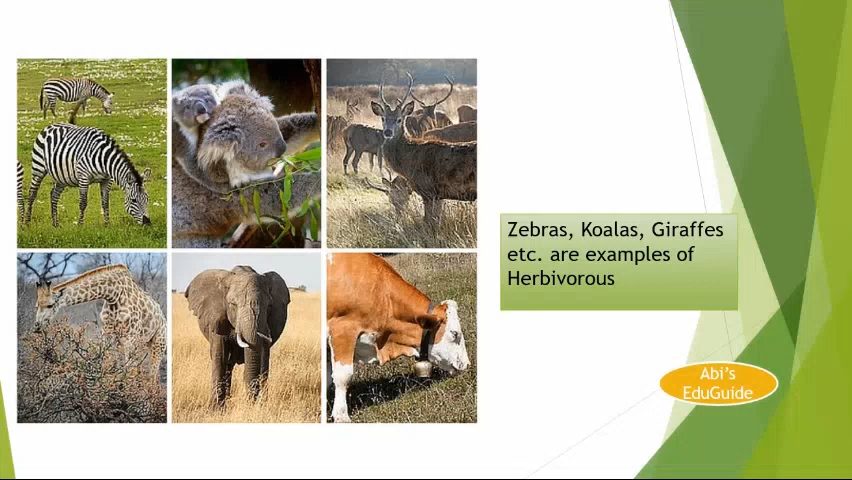 Zebras, Koalas, Giraffes
etc. are examples of
Herbivorous
Abi's
EduGuide